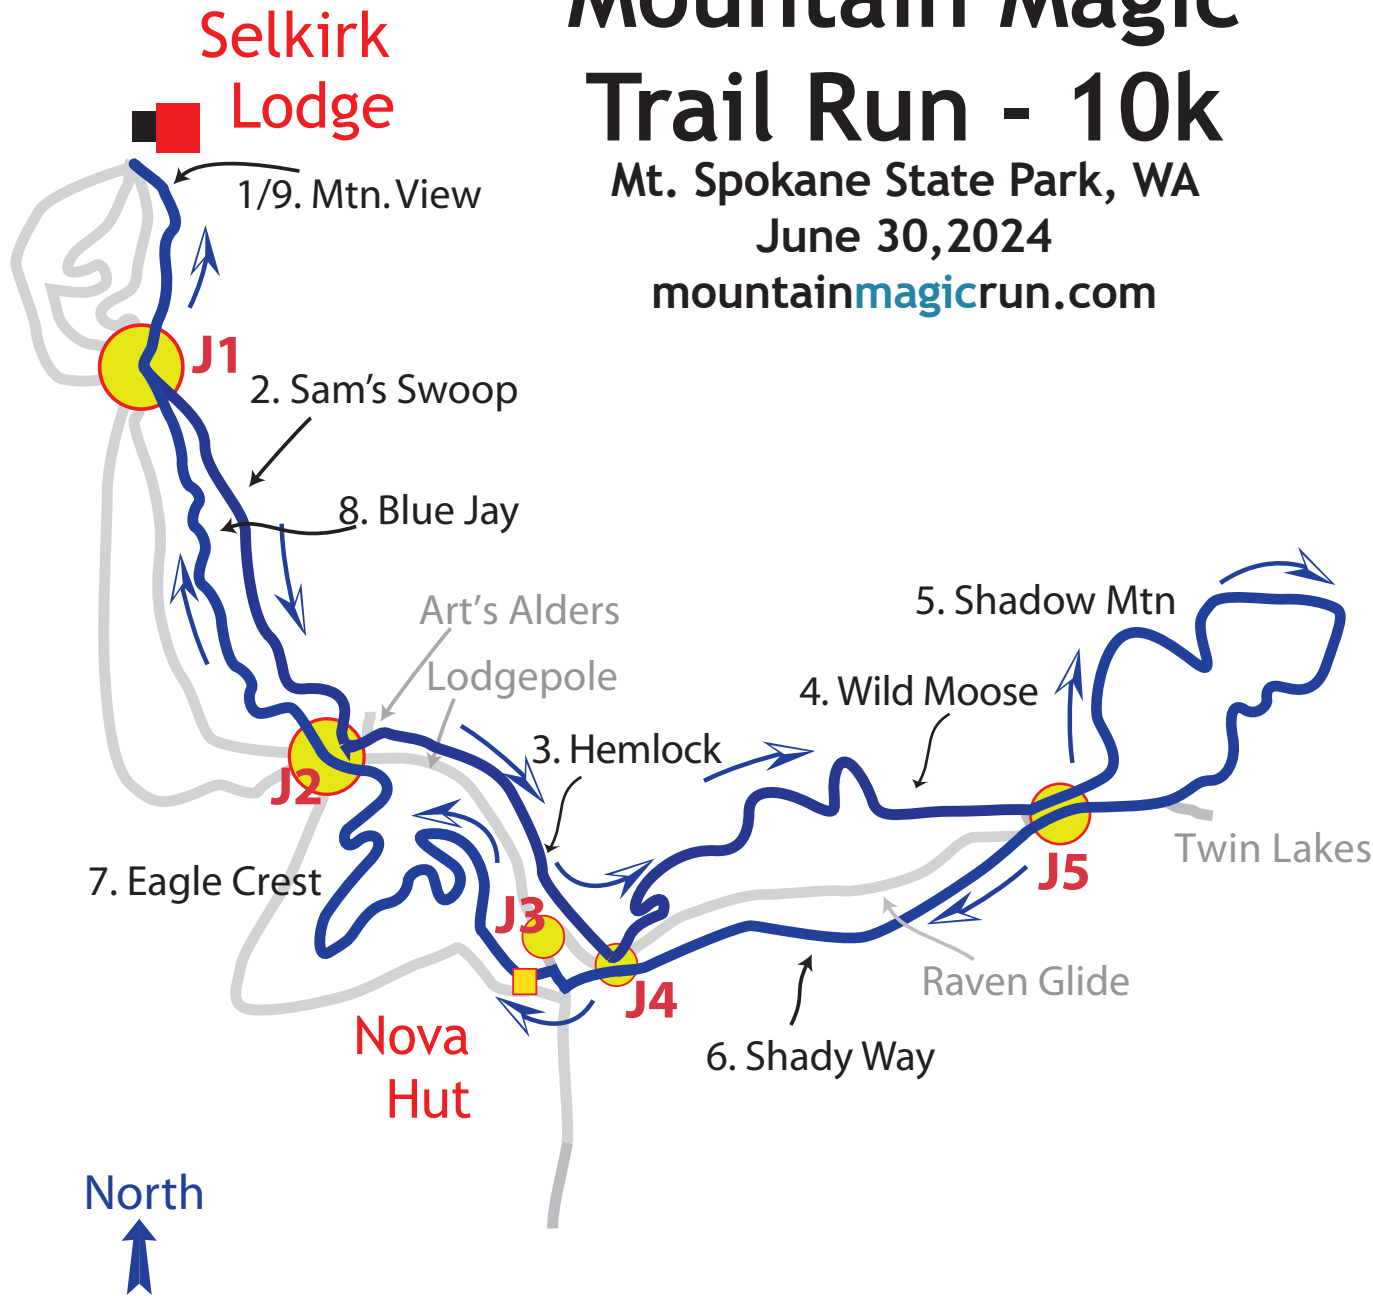 Mountain Magic
Trail Run - 10k
Mt. Spokane State Park, WA
June 30,2024
mountainmagicrun.com
Selkirk
Lodge
1/9. Mtn. View
J1
2. Sam’s Swoop
8. Blue Jay
Art’s Alders
Lodgepole
5. Shadow Mtn
4. Wild Moose
3. Hemlock
J2
Twin Lakes
J5
7. Eagle Crest
J3
Raven Glide
J4
Nova
Hut
6. Shady Way
North